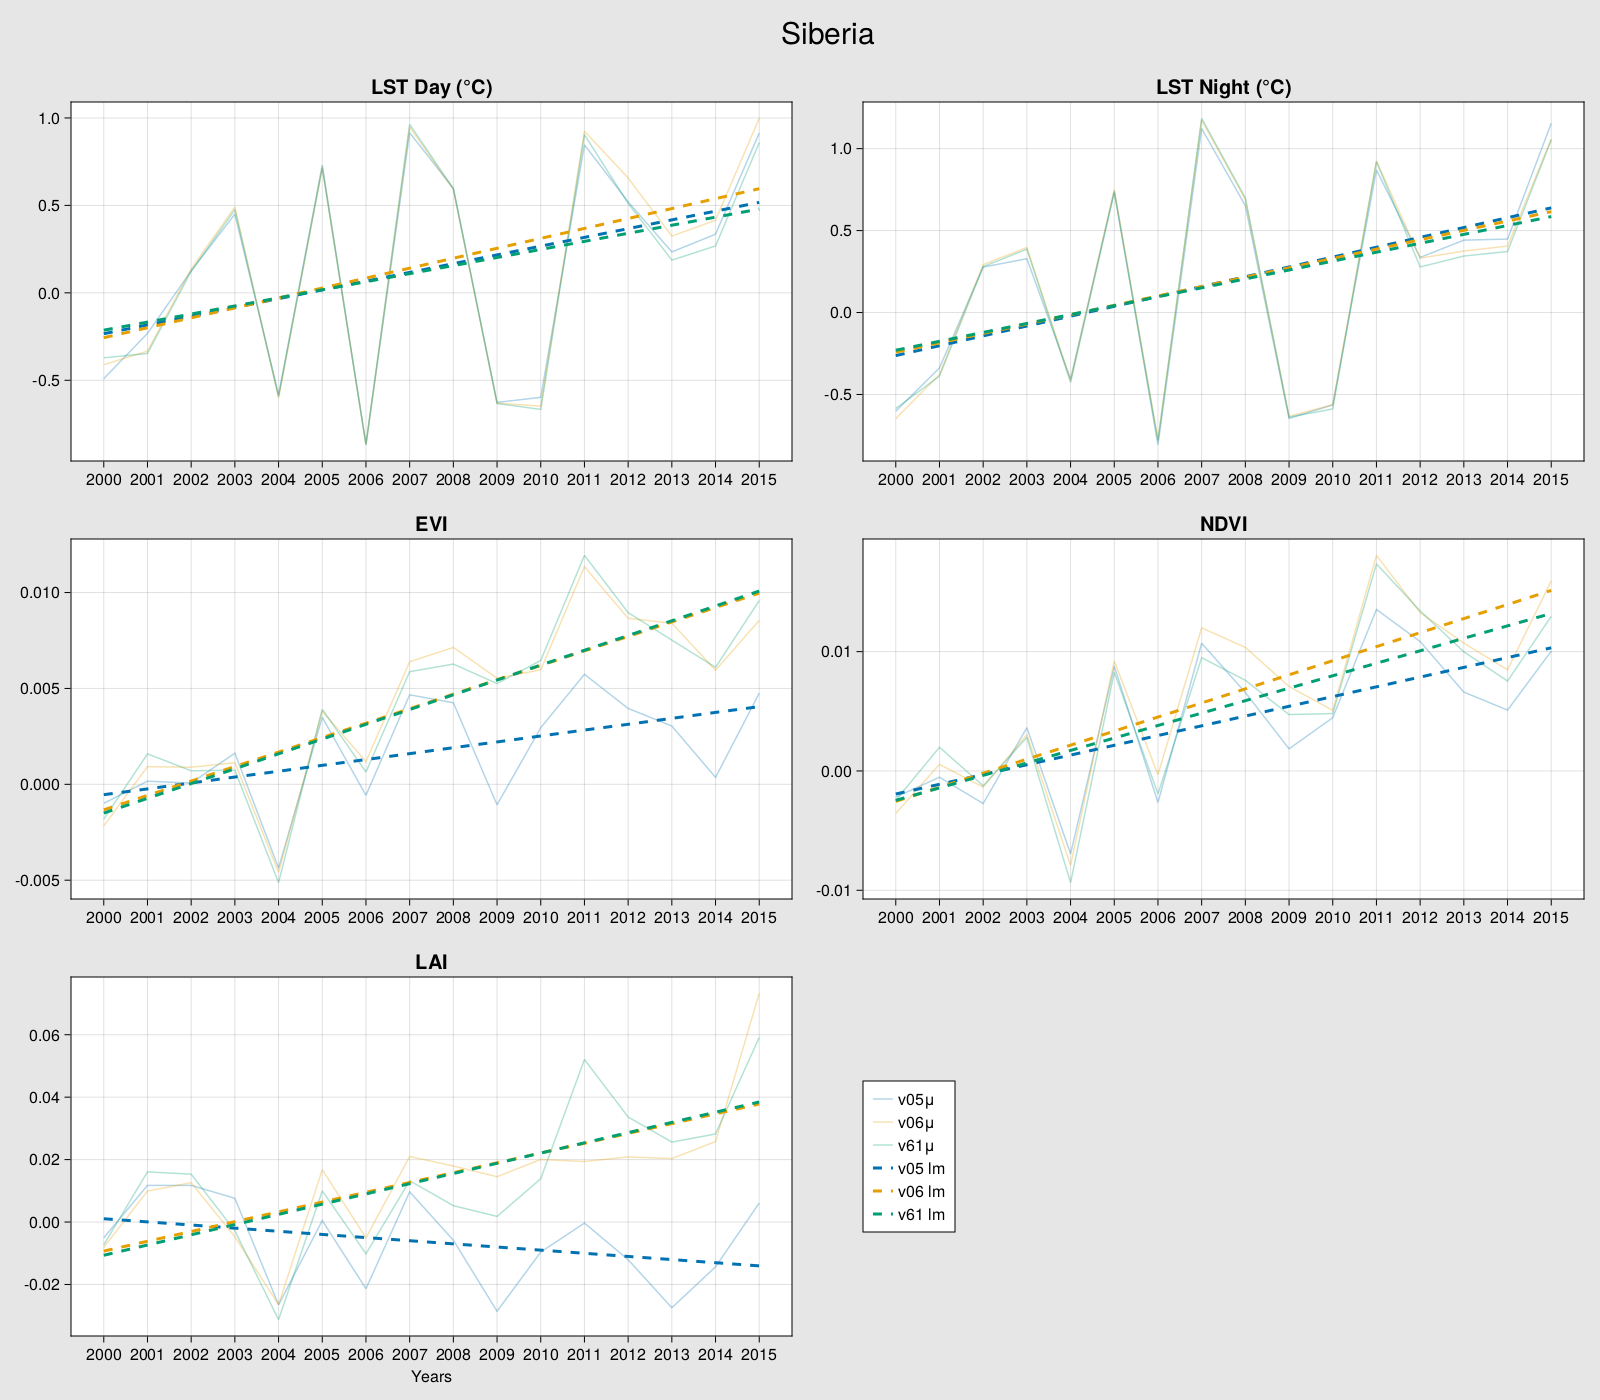 Siberia
LST Day (°C)
1.0
0.5
0.0
-0.5
2000 2001 2002 2003 2004 2005 2006 2007 2008 2009 2010 2011 2012 2013 2014 2015
LST Night (°C)
1.0
0.5
0.0
-0.5
2000 2001 2002 2003 2004 2005 2006 2007 2008 2009 2010 2011 2012 2013 2014 2015
EVI
0.010
0.005
0.000
-0.005
2000 2001 2002 2003 2004 2005 2006 2007 2008 2009 2010 2011 2012 2013 2014 2015
NDVI
0.01
0.00
-0.01
2000 2001 2002 2003 2004 2005 2006 2007 2008 2009 2010 2011 2012 2013 2014 2015
LAI
0.06
0.04
0.02
0.00
-0.02
2000 2001 2002 2003 2004 2005 2006 2007 2008 2009 2010 2011 2012 2013 2014 2015
Years
v05μ
v06μ
v61μ
v05 lm
v06 lm
v61 lm